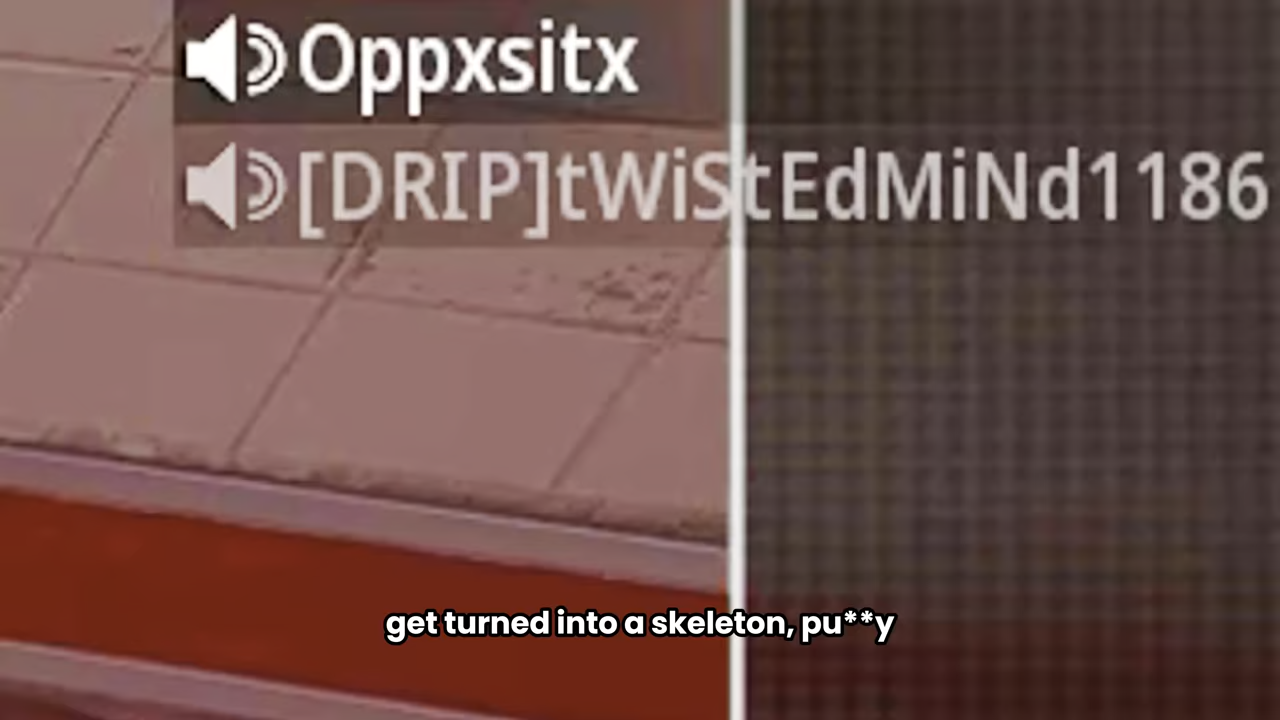 Oppxsitx
[DRIP]tWiStEdMiNd1186
get turned into a skeleton, pu**y